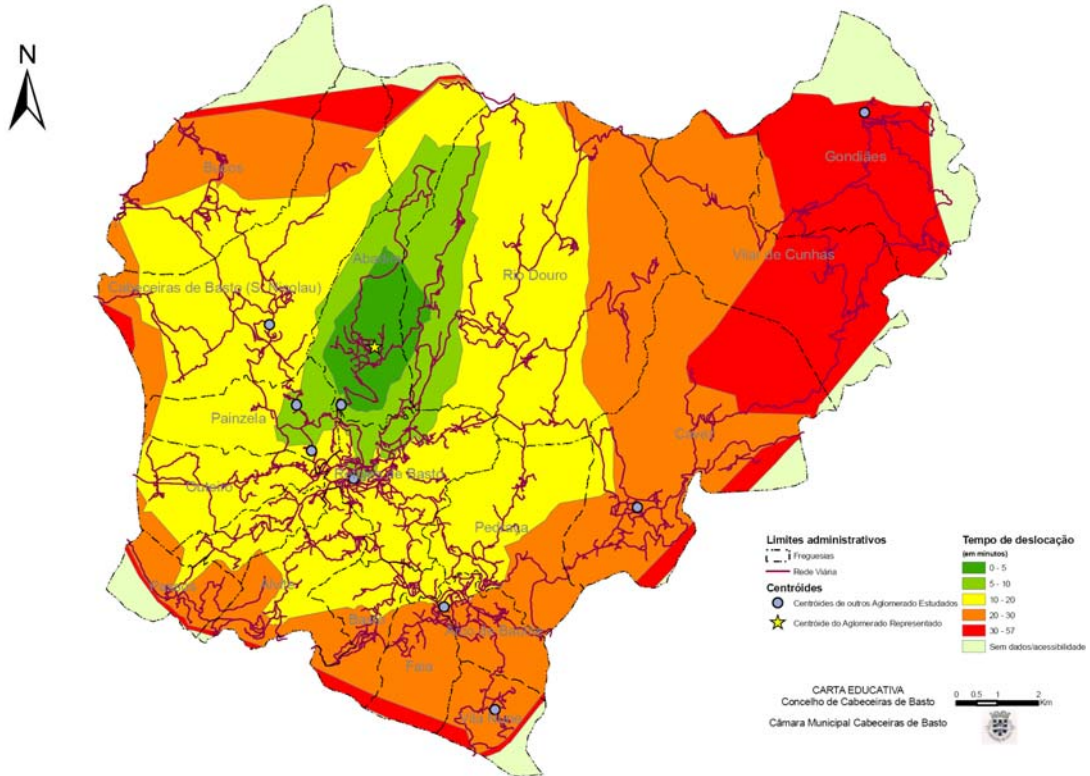 N
Bucos
Gondiães
Abadim
Vilar de Cunhas
Rio Douro
Cabeceiras de Basto (S. Nicolau)
Painzela
Cavez
Refojos de Basto
Outeiro
Pedraça
Passos
Alvite
Basto
Arco de Baúlhe
Faia
Vila Nune
Limites administrativos
Freguesias
Rede Viária
Centróides
Centróides de outros Aglomerado Estudados
Centróide do Aglomerado Representado
Tempo de deslocação
(em minutos)
0 - 5
5 - 10
10 - 20
20 - 30
30 - 57
Sem dados/acessibilidade
CARTA EDUCATIVA
Concelho de Cabeceiras de Basto
Câmara Municipal Cabeceiras de Basto
0 0.5 1 2
Km